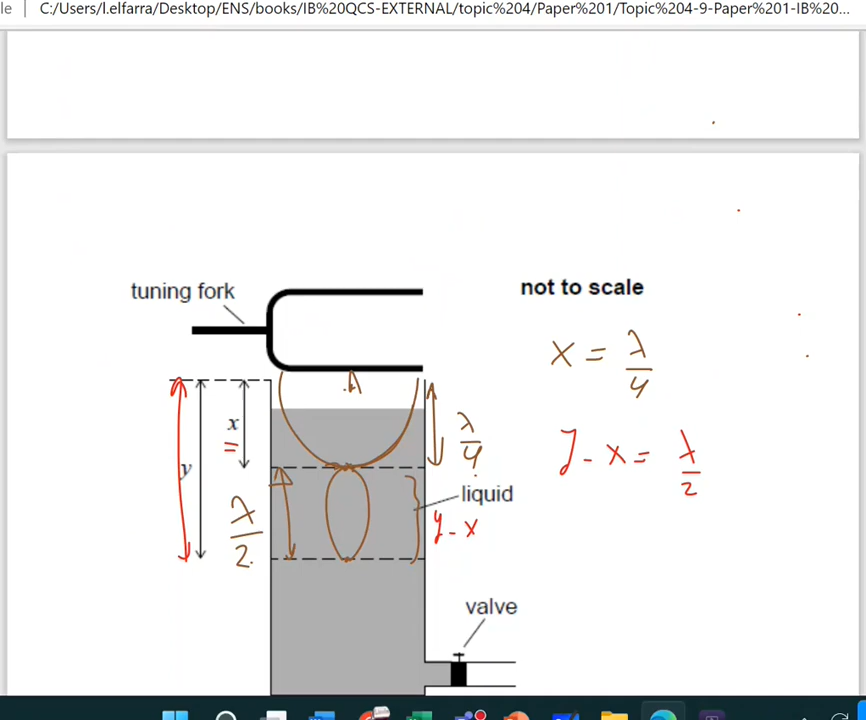 le | C:/Users/l.elfarra/Desktop/ENS/books/IB%20QCS-EXTERNAL/topic%204/Paper%201/Topic%204-9-Paper%201-IB%20...
tuning fork
not to scale
x = λ/4
A
x
=
y
λ/4
y - x = λ/2
liquid
λ/2
y - x
valve